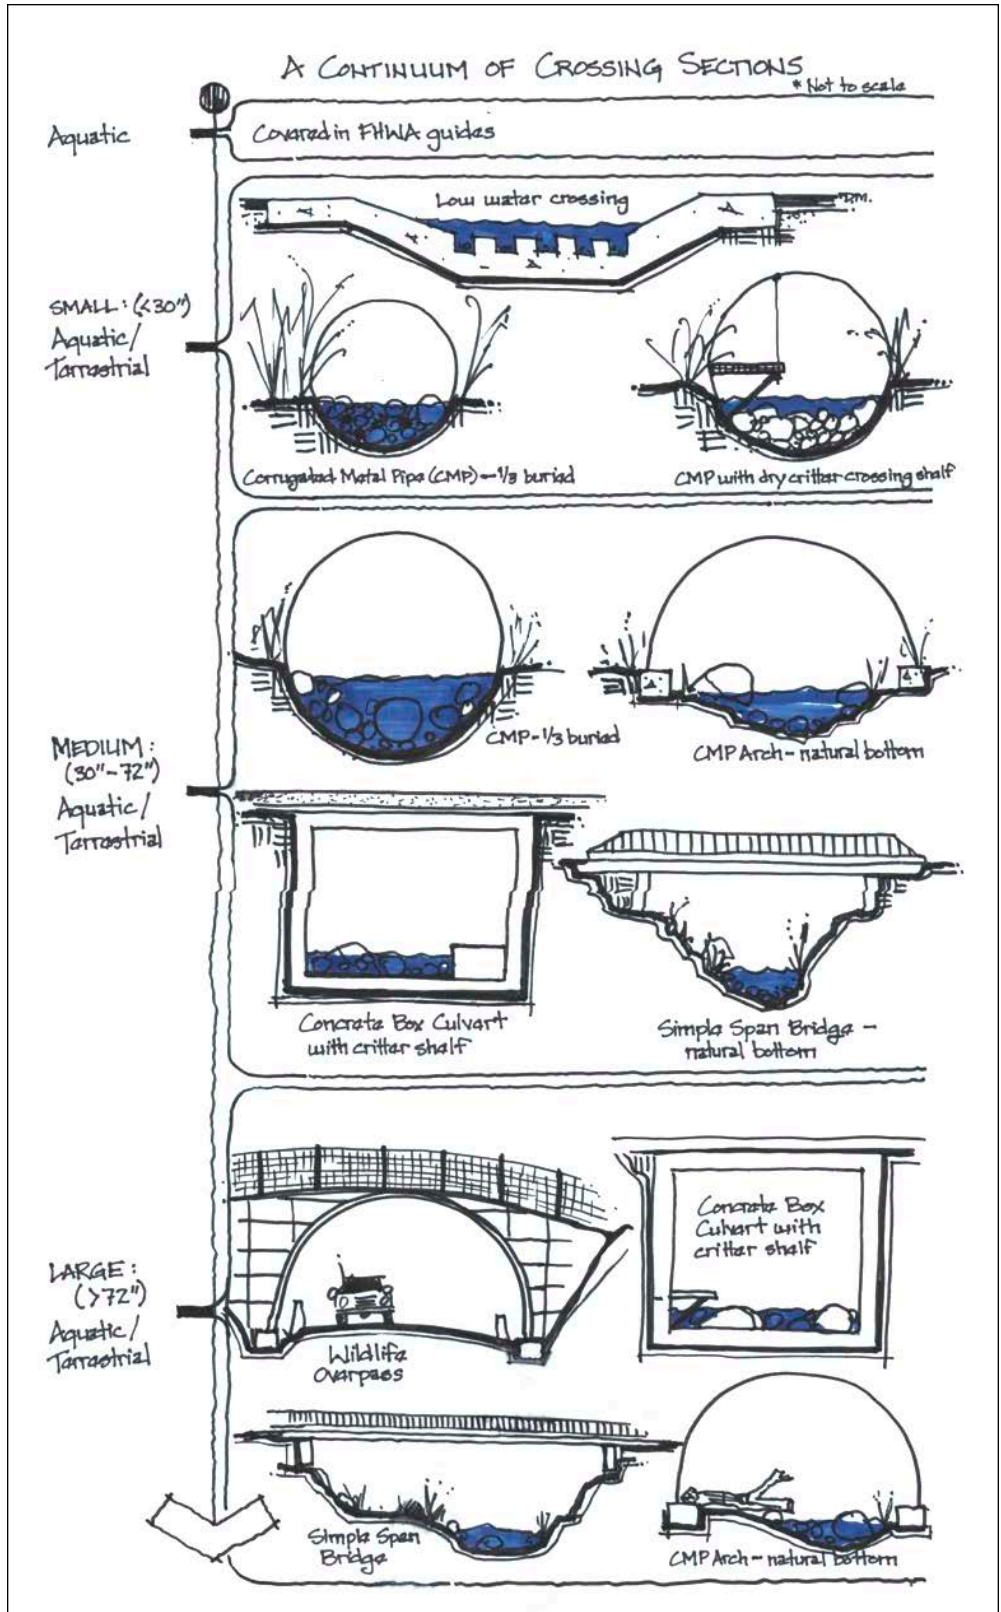 A CONTINUUM OF CROSSING SECTIONS
* Not to scale
Aquatic
Covered in FHWA guides
Low water crossing
SMALL: (<30")
Aquatic/
Terrestrial
Corrugated Metal Pipe (CMP) – 1/3 buried
CMP with dry critter crossing shelf
MEDIUM:
(30"–72")
Aquatic/
Terrestrial
CMP – 1/3 buried
CMP Arch – natural bottom
Concrete Box Culvert
with critter shelf
Simple Span Bridge –
natural bottom
LARGE:
(>72")
Aquatic/
Terrestrial
Wildlife
Overpass
Concrete Box
Culvert with
critter shelf
Simple Span
Bridge
CMP Arch – natural bottom